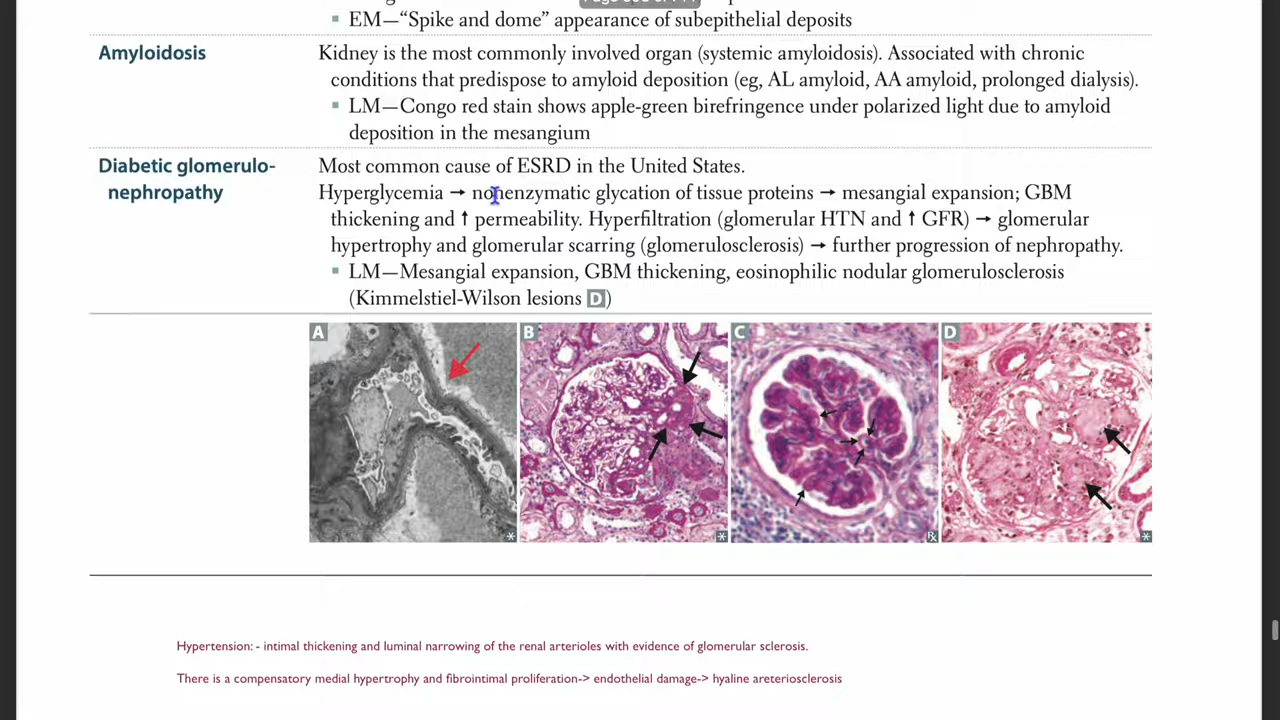 EM—“Spike and dome” appearance of subepithelial deposits
Amyloidosis
Kidney is the most commonly involved organ (systemic amyloidosis). Associated with chronic
conditions that predispose to amyloid deposition (eg, AL amyloid, AA amyloid, prolonged dialysis).
LM—Congo red stain shows apple-green birefringence under polarized light due to amyloid
deposition in the mesangium
Diabetic glomerulo-
nephropathy
Most common cause of ESRD in the United States.
Hyperglycemia → nonenzymatic glycation of tissue proteins → mesangial expansion; GBM
thickening and ↑ permeability. Hyperfiltration (glomerular HTN and ↑ GFR) → glomerular
hypertrophy and glomerular scarring (glomerulosclerosis) → further progression of nephropathy.
LM—Mesangial expansion, GBM thickening, eosinophilic nodular glomerulosclerosis
(Kimmelstiel-Wilson lesions D)
A B C D
Hypertension: - intimal thickening and luminal narrowing of the renal arterioles with evidence of glomerular sclerosis.
There is a compensatory medial hypertrophy and fibrointimal proliferation-> endothelial damage-> hyaline areteriosclerosis